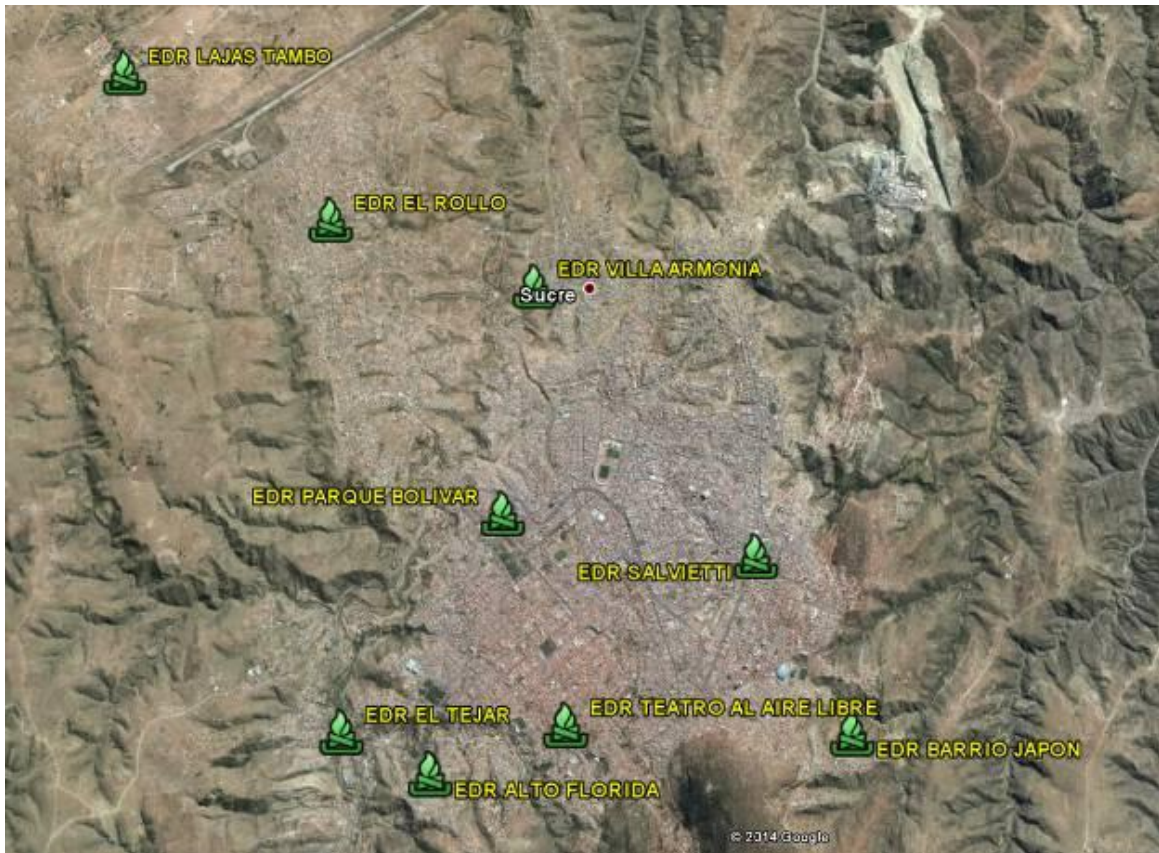 EDR LAJAS TAMBO
EDR EL ROLLO
EDR VILLA ARMONIA
Sucre
EDR PARQUE BOLIVAR
EDR SALVIETTI
EDR TEATRO AL AIRE LIBRE
EDR EL TEJAR
EDR BARRIO JAPON
EDR ALTO FLORIDA
© 2014 Google